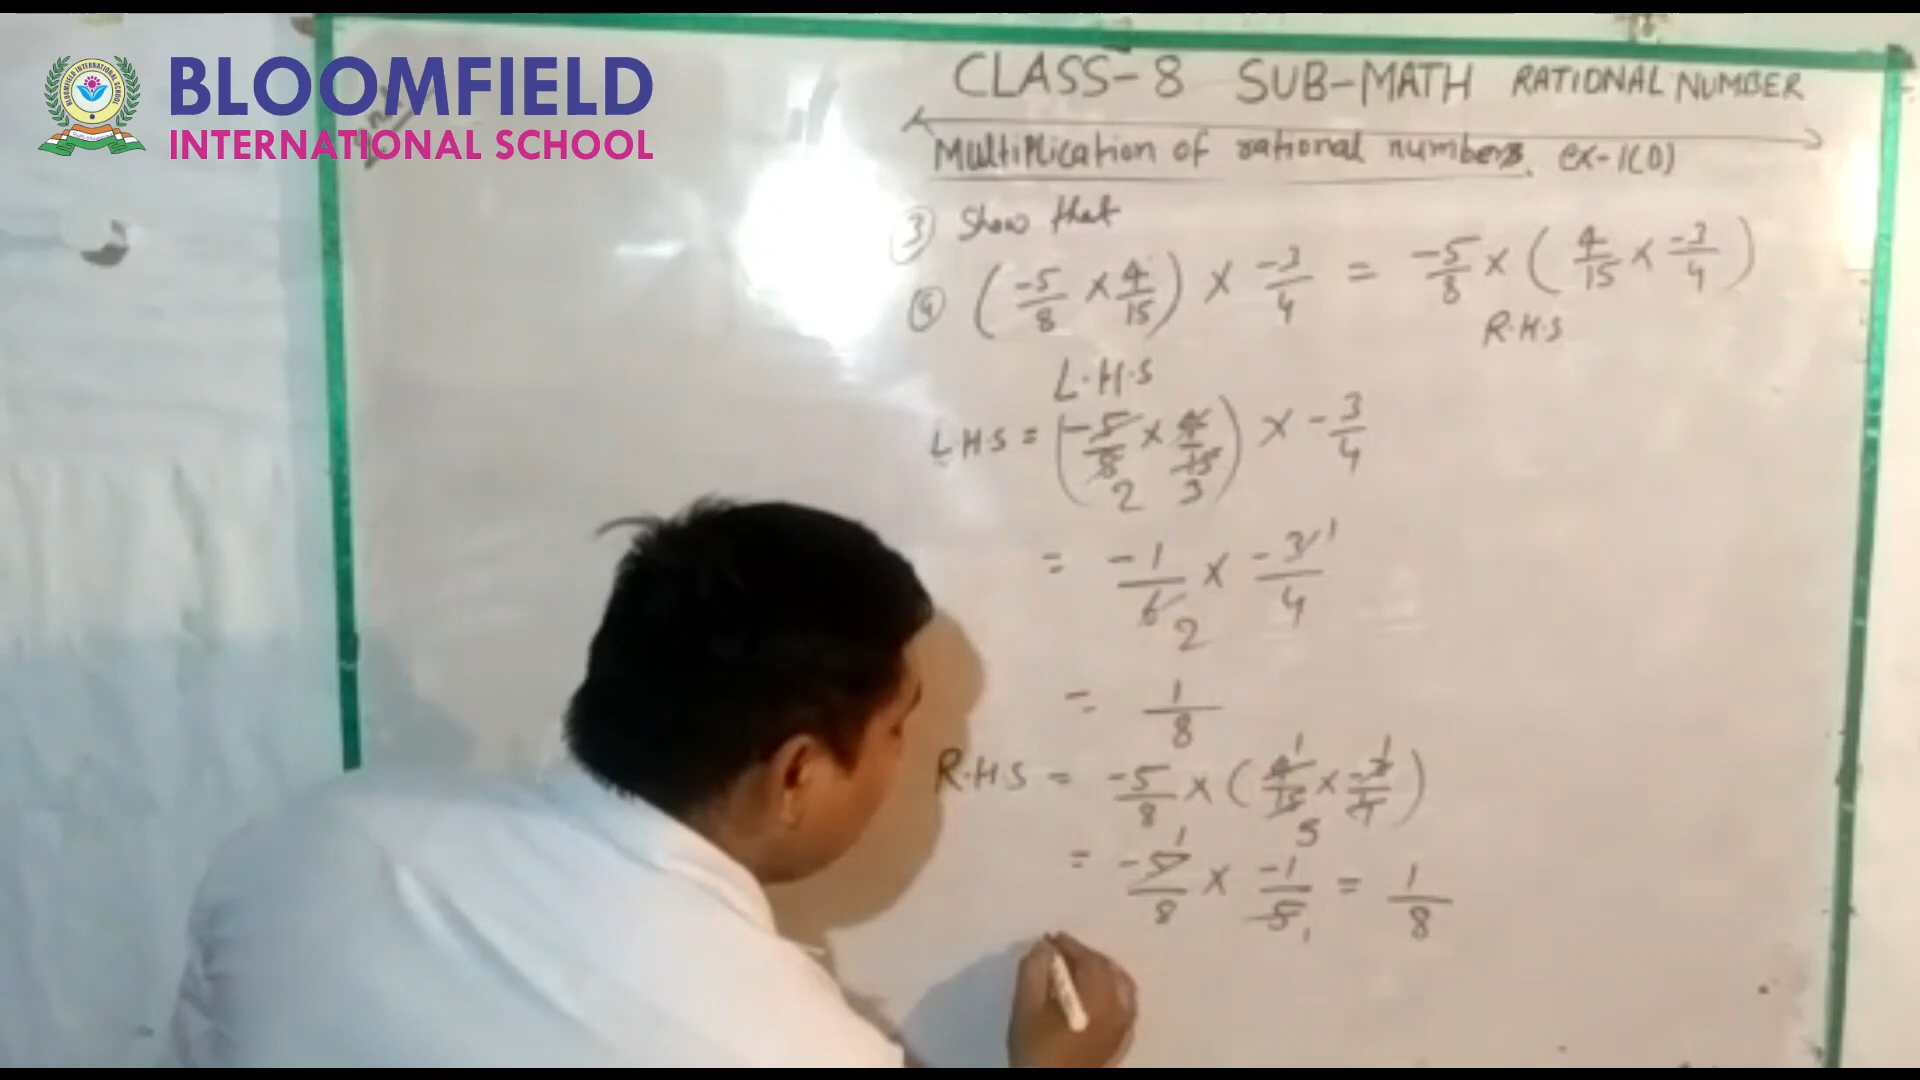 BLOOMFIELD
INTERNATIONAL SCHOOL
CLASS-8 SUB-MATH RATIONAL NUMBER
Multiplication of rational numbers. ex-1(D)
③ Show that
(-5/8 × 4/15) × -3/4 = -5/8 × (4/15 × -3/4)
L.H.S R.H.S
L.H.S = (-5/8 × 4/15) × -3/4
2 3
= -1/6 × -3/4
2 1
= 1/8
R.H.S = -5/8 × (4/15 × -3/4)
= -5/8 × -1/5 = 1/8